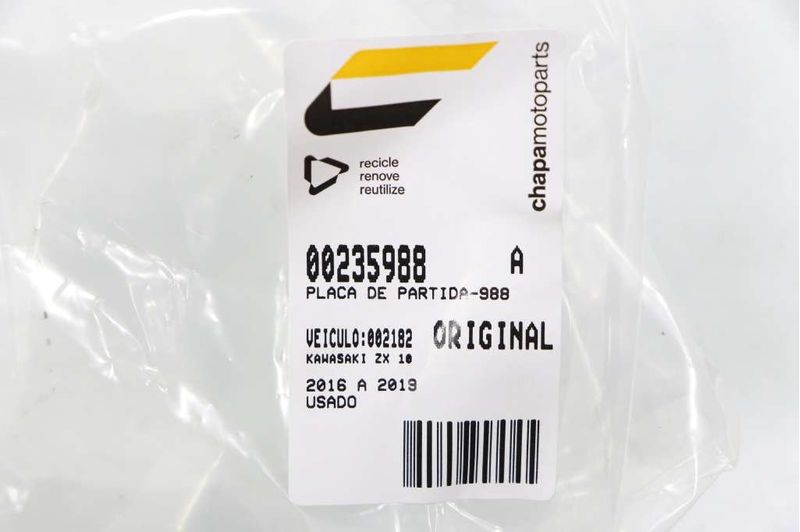 chapamotoparts
recicle
renove
reutilize
00235988 A
PLACA DE PARTIDA-988
VEICULO:002182 ORIGINAL
KAWASAKI ZX 10
2016 A 2019
USADO